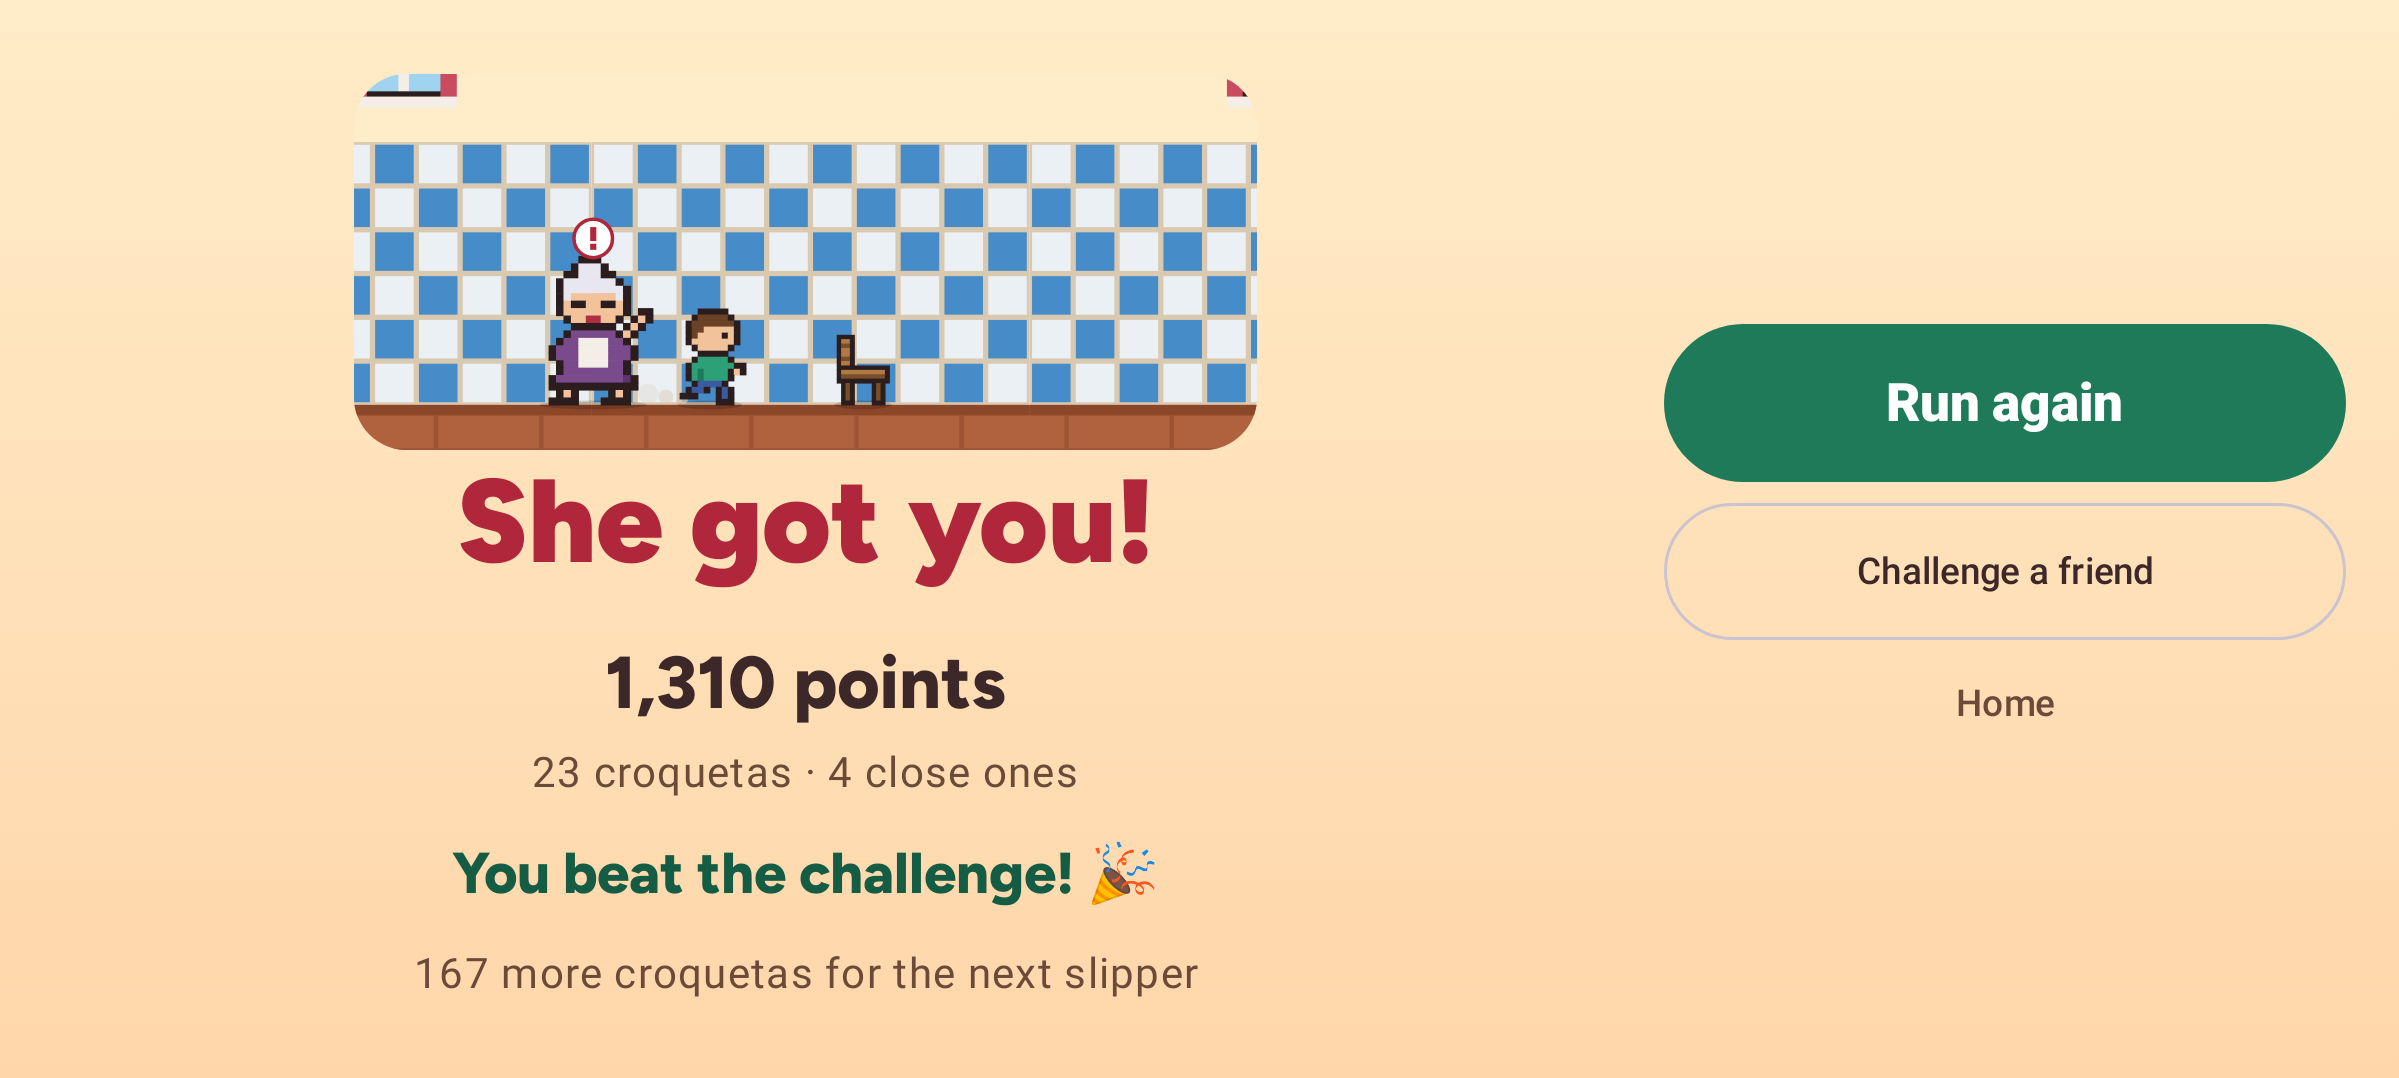 She got you!
1,310 points
23 croquetas · 4 close ones
You beat the challenge! 🎉
167 more croquetas for the next slipper
Run again
Challenge a friend
Home